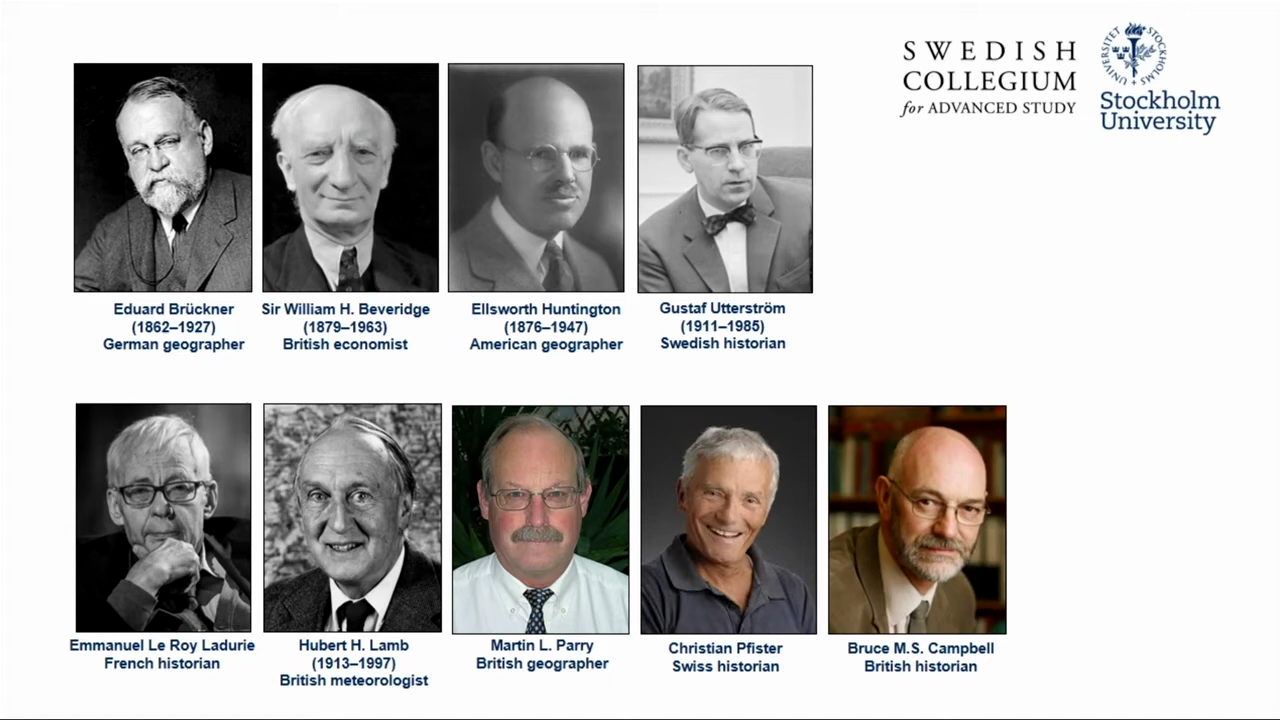 SWEDISH
COLLEGIUM
for ADVANCED STUDY
UNIVERSITET STOCKHOLMS
Stockholm
University
Eduard Brückner
(1862–1927)
German geographer
Sir William H. Beveridge
(1879–1963)
British economist
Ellsworth Huntington
(1876–1947)
American geographer
Gustaf Utterström
(1911–1985)
Swedish historian
Emmanuel Le Roy Ladurie
French historian
Hubert H. Lamb
(1913–1997)
British meteorologist
Martin L. Parry
British geographer
Christian Pfister
Swiss historian
Bruce M.S. Campbell
British historian